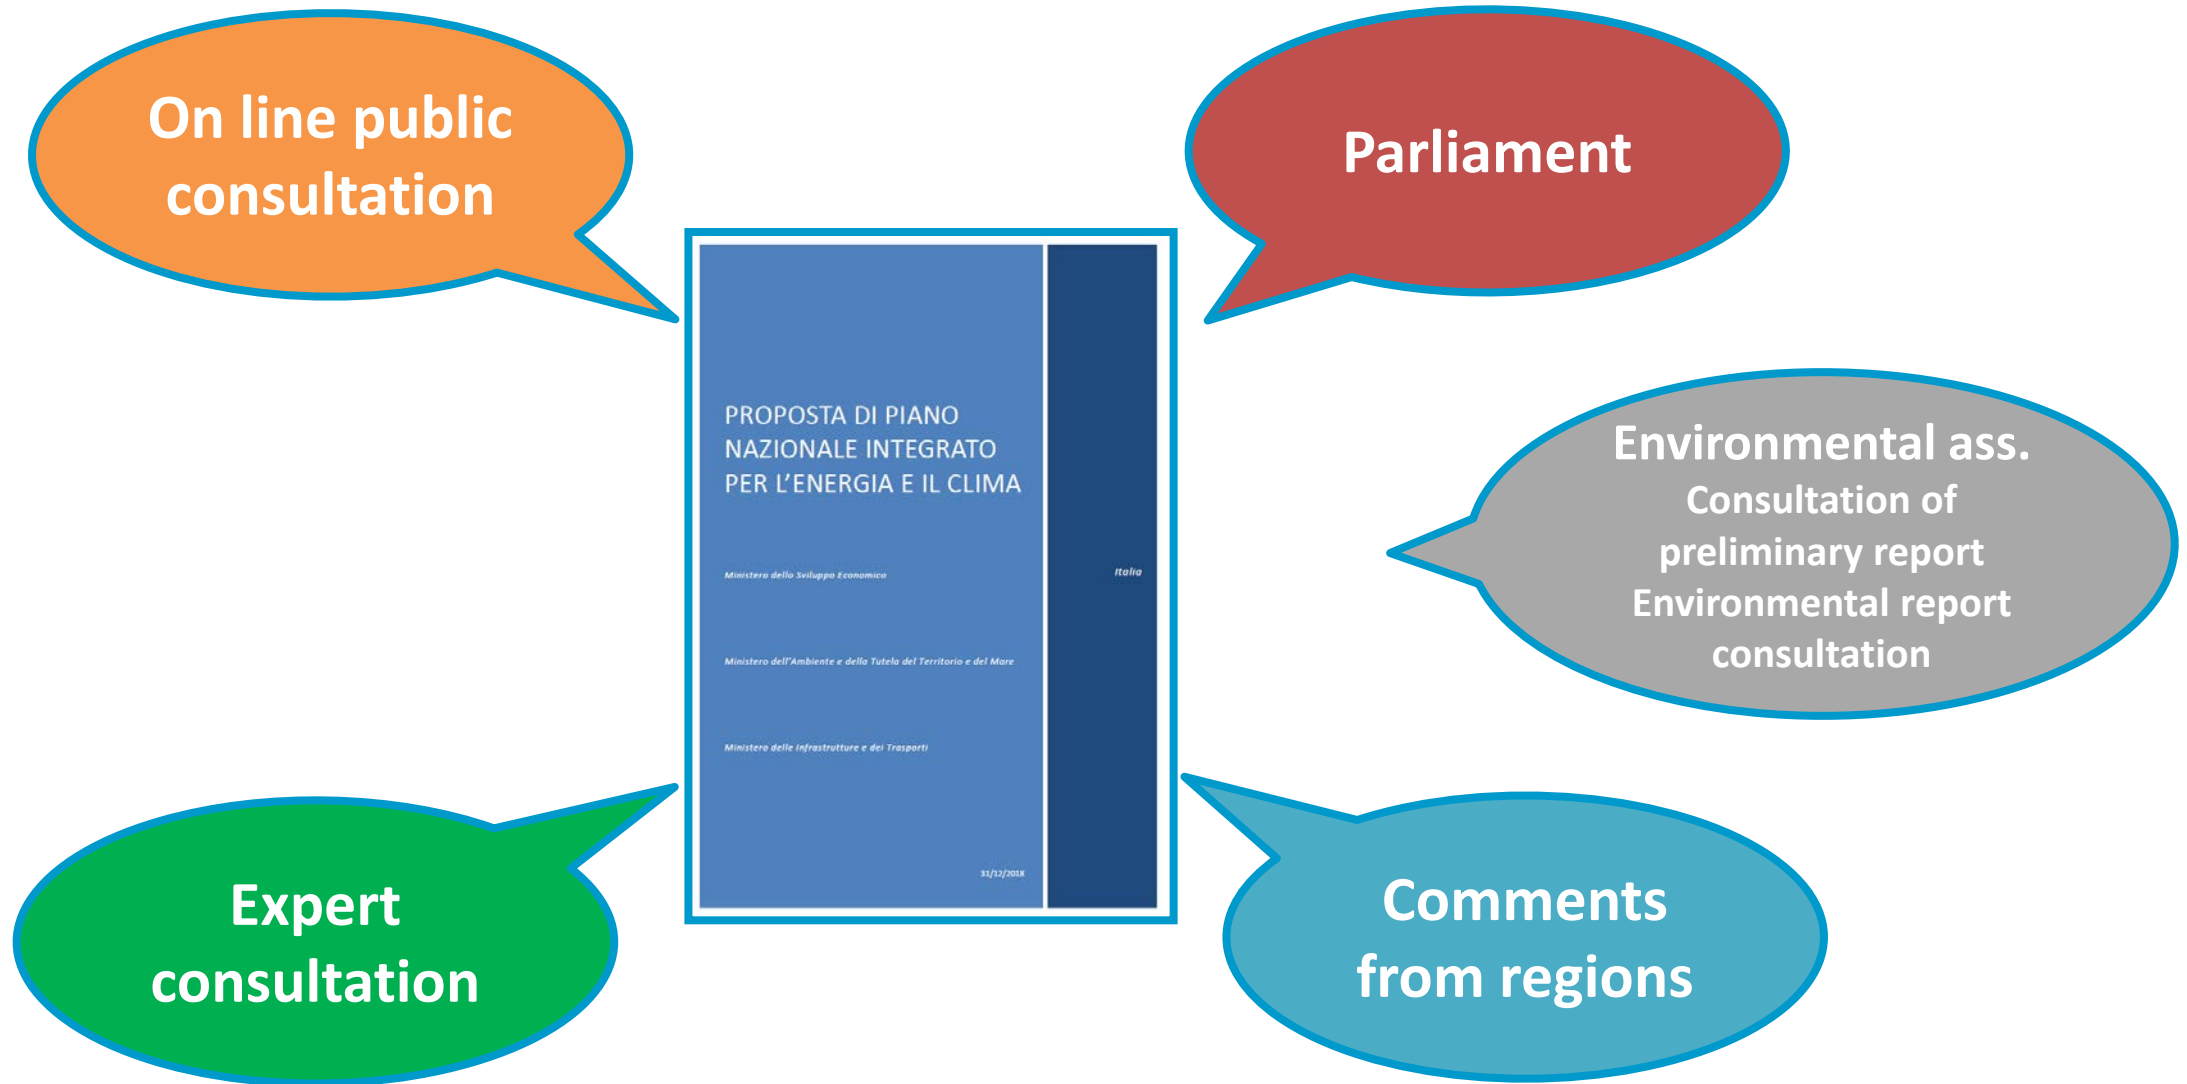 On line public
consultation
Parliament
PROPOSTA DI PIANO
NAZIONALE INTEGRATO
PER L'ENERGIA E IL CLIMA
Ministero dello Sviluppo Economico
Ministero dell'Ambiente e della Tutela del Territorio e del Mare
Ministero delle Infrastrutture e dei Trasporti
31/12/2018
Italia
Environmental ass.
Consultation of
preliminary report
Environmental report
consultation
Expert
consultation
Comments
from regions